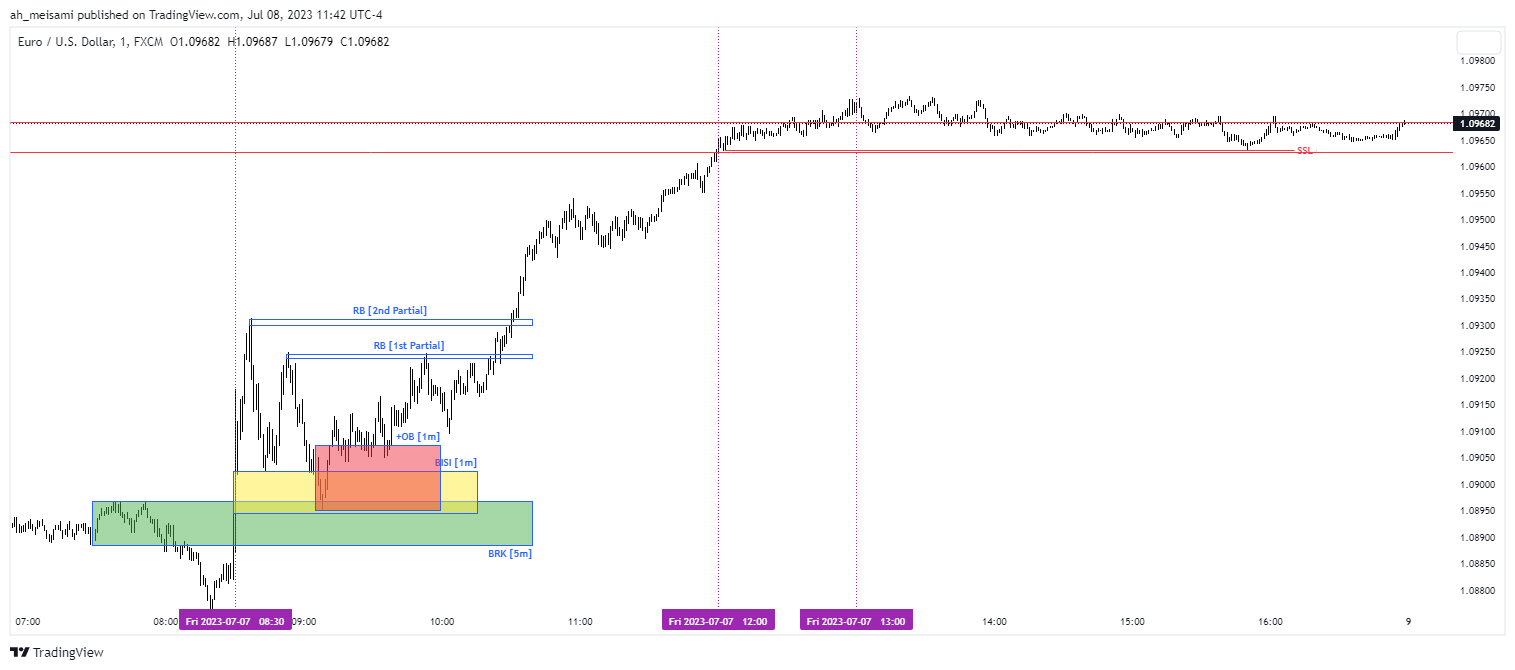 ah_meisami published on TradingView.com, Jul 08, 2023 11:42 UTC-4
Euro / U.S. Dollar, 1, FXCM O1.09682 H1.09687 L1.09679 C1.09682
1.09800
1.09750
1.09700
1.09682
1.09650
SSL
1.09600
1.09550
1.09500
1.09450
1.09400
1.09350
RB [2nd Partial]
1.09300
RB [1st Partial]
1.09250
1.09200
1.09150
1.09100
+OB [1m]
1.09050
BISI [1m]
1.09000
1.08950
1.08900
BRK [5m]
1.08850
1.08800
07:00 08:00 Fri 2023-07-07 08:30 09:00 10:00 11:00 Fri 2023-07-07 12:00 Fri 2023-07-07 13:00 14:00 15:00 16:00 9
TradingView